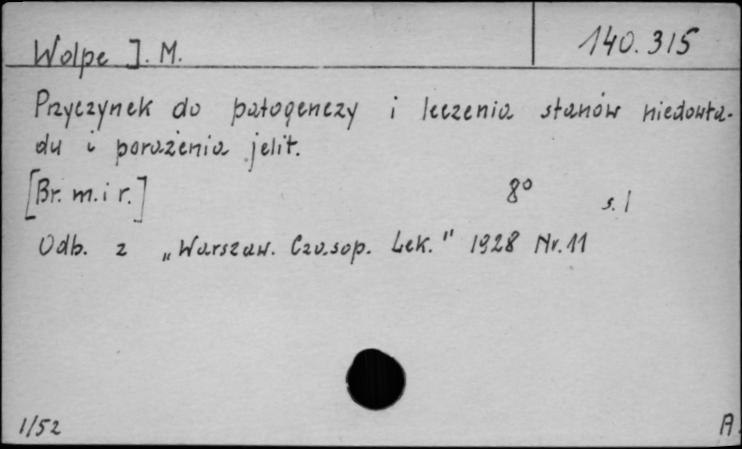 Wolpe J. M.
140.315
Przyczynek do patogenezy i leczenia stanów niedowła-
du i porażenia jelit.
[Br. m. i r.] 8° s. 1
Odb. z „Warszaw. Czasop. Lek." 1928 Nr. 11
1/52
A.